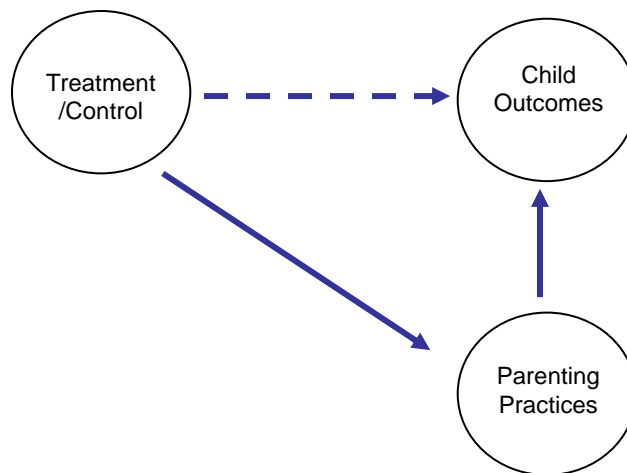 Treatment
/Control
Child
Outcomes
Parenting
Practices